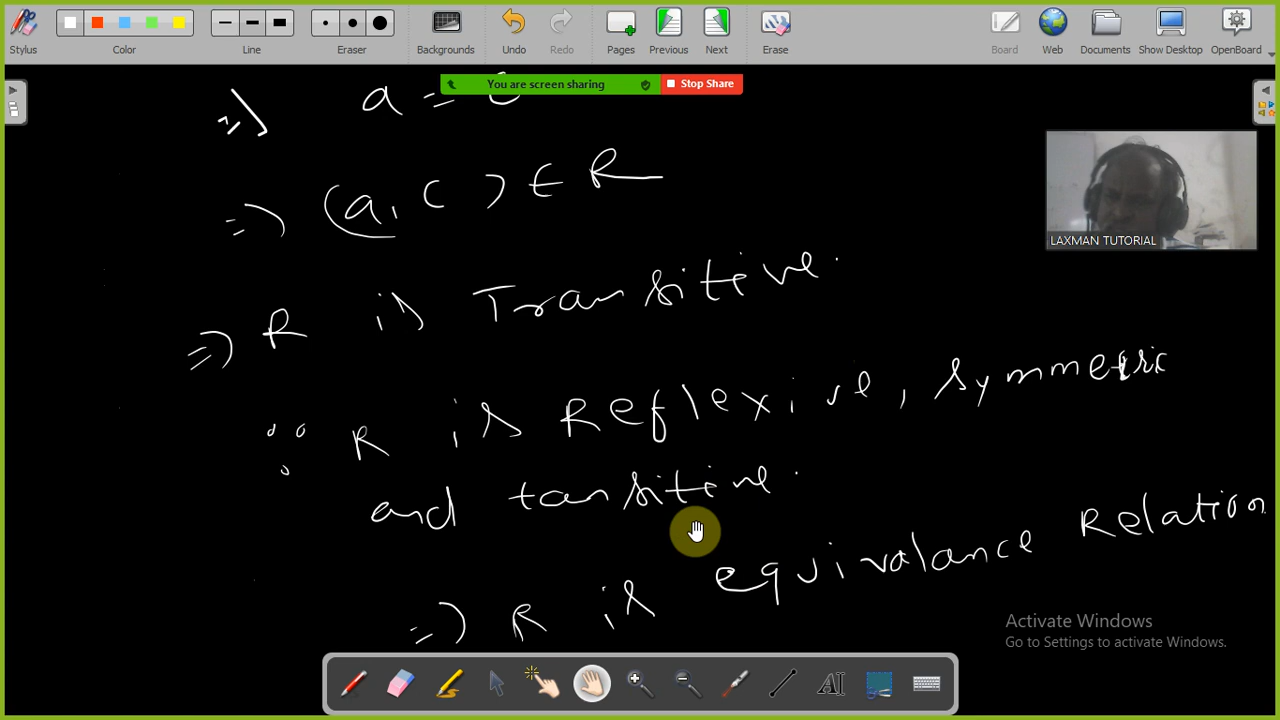 Stylus Color Line Eraser Backgrounds Undo Redo Pages Previous Next Erase Board Web Documents Show Desktop OpenBoard
You are screen sharing Stop Share
a =
⇒ (a, c) ∈ R
LAXMAN TUTORIAL
⇒ R is Transitive.
∵ R is Reflexive, symmetric
and tansitive.
⇒ R is equivalance Relation
Activate Windows
Go to Settings to activate Windows.